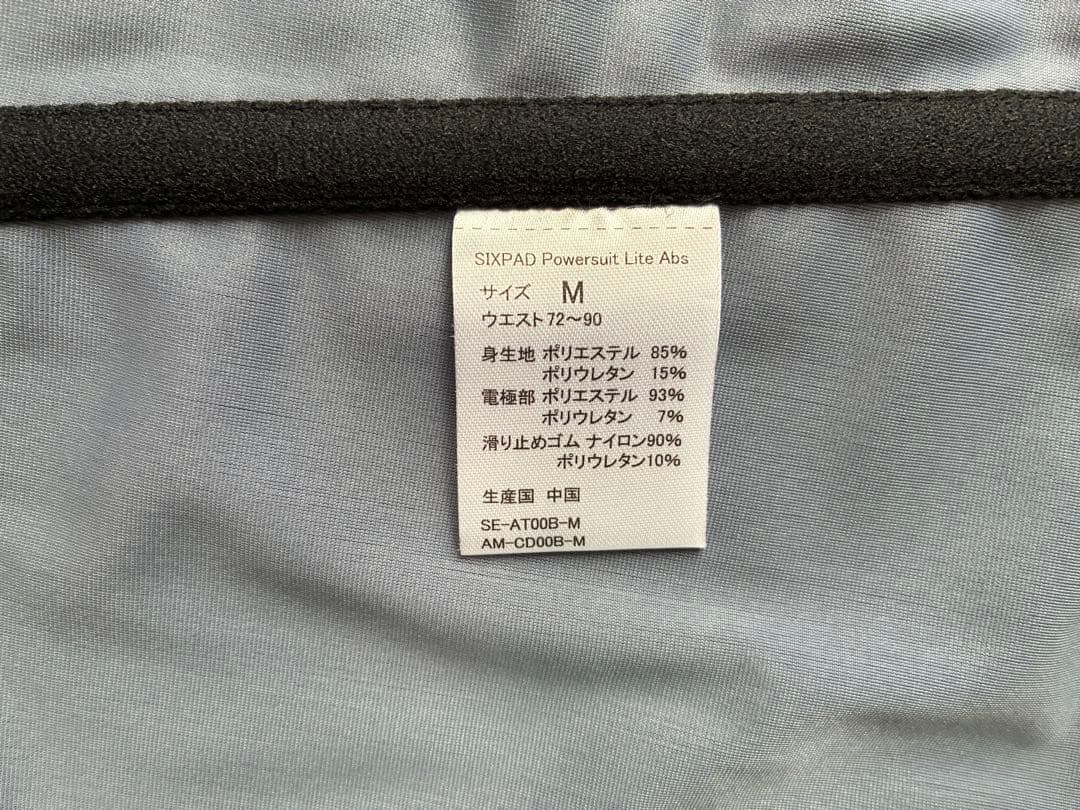 SIXPAD Powersuit Lite Abs
サイズ M
ウエスト72～90
身生地 ポリエステル 85%
ポリウレタン 15%
電極部 ポリエステル 93%
ポリウレタン 7%
滑り止めゴム ナイロン90%
ポリウレタン10%
生産国 中国
SE-AT00B-M
AM-CD00B-M